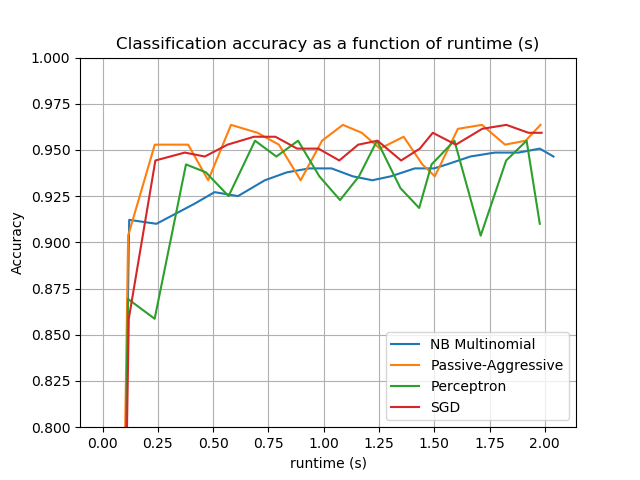 Classification accuracy as a function of runtime (s)
1.000
0.975
0.950
0.925
0.900
0.875
0.850
0.825
0.800
Accuracy
NB Multinomial
Passive-Aggressive
Perceptron
SGD
0.00 0.25 0.50 0.75 1.00 1.25 1.50 1.75 2.00
runtime (s)